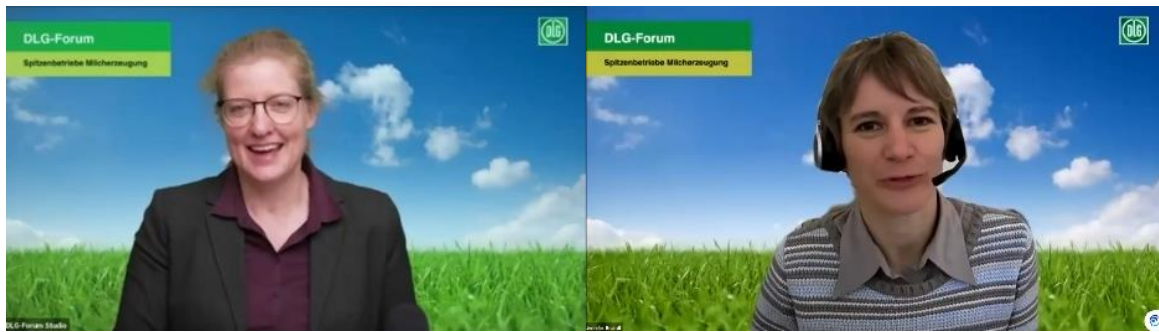 DLG-Forum
Spitzenbetriebe Milcherzeugung
DLG
DLG-Forum Studio
DLG-Forum
Spitzenbetriebe Milcherzeugung
DLG